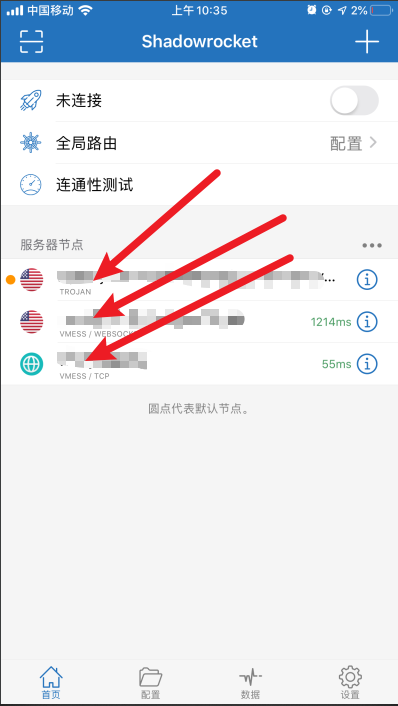 中国移动 上午 10:35 2%
Shadowrocket
未连接
全局路由 配置
连通性测试
服务器节点
...
TROJAN
VMESS / WEBSOCK
1214ms
55ms
VMESS / TCP
圆点代表默认节点。
首页 配置 数据 设置